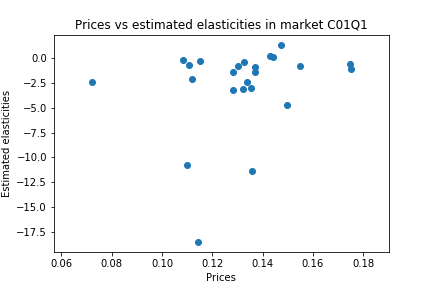 Prices vs estimated elasticities in market C01Q1
0.0
−2.5
−5.0
−7.5
−10.0
−12.5
−15.0
−17.5
Estimated elasticities
0.06 0.08 0.10 0.12 0.14 0.16 0.18
Prices